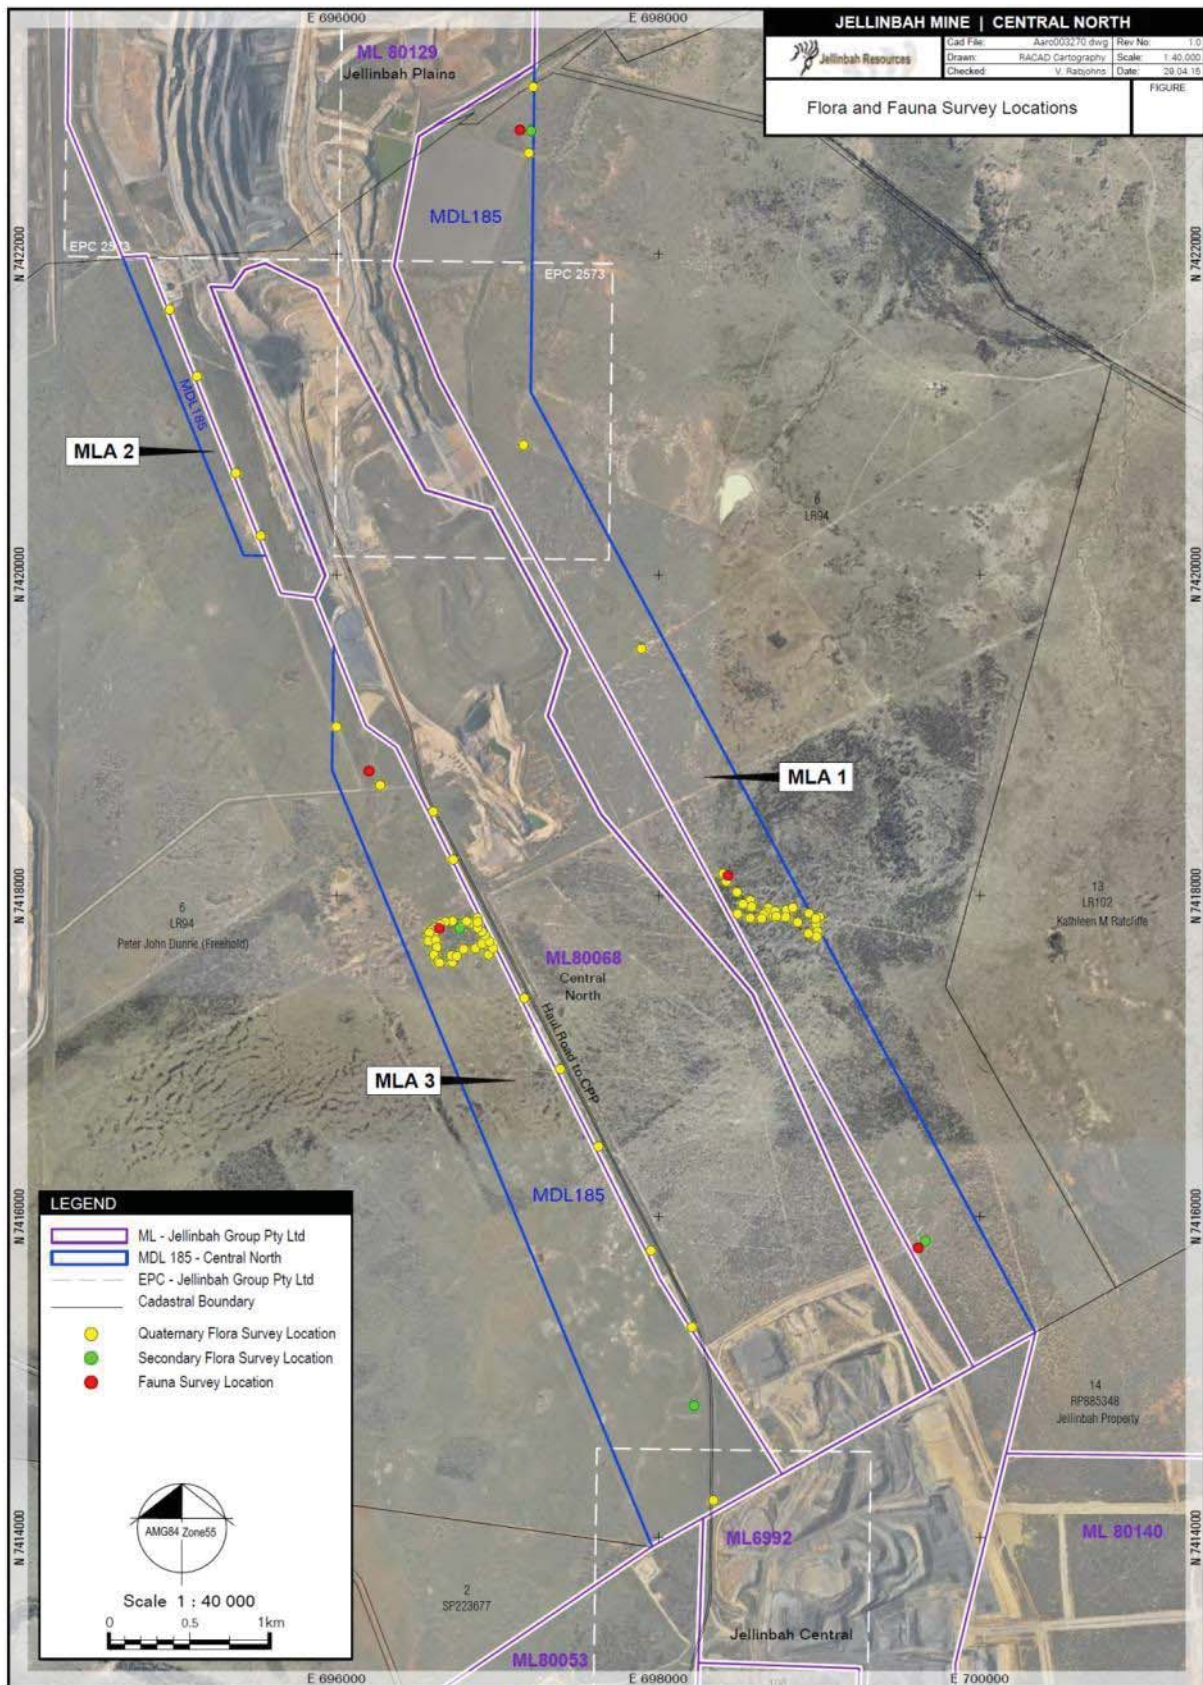 E 696000
E 698000
JELLINBAH MINE | CENTRAL NORTH
Jellinbah Resources
Cad File: Aarc003270.dwg Rev No: 1.0
Drawn: RACAD Cartography Scale: 1:40,000
Checked: V. Rabjohns Date: 29.04.15
Flora and Fauna Survey Locations
FIGURE
ML 80129
Jellinbah Plains
MDL185
N 7422000
N 7422000
EPC 2573
EPC 2573
MDL185
MLA 2
6
LR94
N 7420000
N 7420000
MLA 1
N 7418000
N 7418000
6
LR94
Peter John Dunne (Freehold)
13
LR102
Kathleen M Ratcliffe
ML80068
Central
North
Haul Road to CPP
MLA 3
MDL185
N 7416000
N 7416000
LEGEND
ML - Jellinbah Group Pty Ltd
MDL 185 - Central North
EPC - Jellinbah Group Pty Ltd
Cadastral Boundary
Quaternary Flora Survey Location
Secondary Flora Survey Location
Fauna Survey Location
14
RP885348
Jellinbah Property
AMG84 Zone55
Scale 1 : 40 000
0 0.5 1km
N 7414000
N 7414000
ML6992
ML 80140
2
SP223677
Jellinbah Central
ML80053
E 696000
E 698000
E 700000